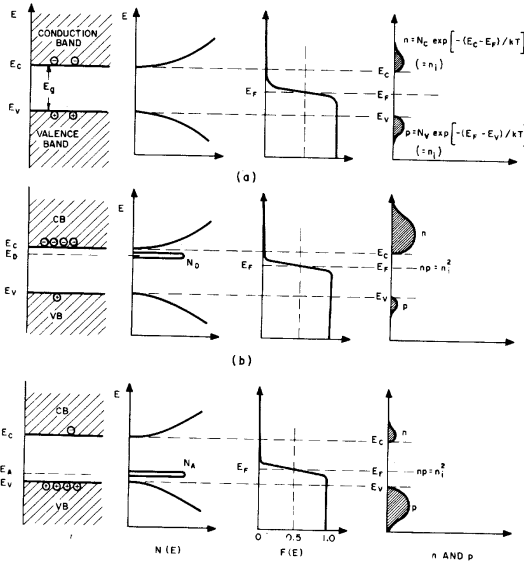 E
CONDUCTION
BAND
E_C
E_g
E_V
VALENCE
BAND
E
E_F
n = N_C exp[-(E_C-E_F)/kT]
(=n_i)
E_C
E_F
E_V
p = N_V exp[-(E_F-E_V)/kT]
(=n_i)
(a)
CB
E_C
E_D
E_V
VB
E
N_D
E_F
n
E_C
E_F
np = n_i^2
E_V
p
(b)
CB
E_C
E_A
E_V
VB
E
N_A
N(E)
E_F
0
0.5
1.0
F(E)
n
E_C
E_F
np = n_i^2
E_V
p
n AND p